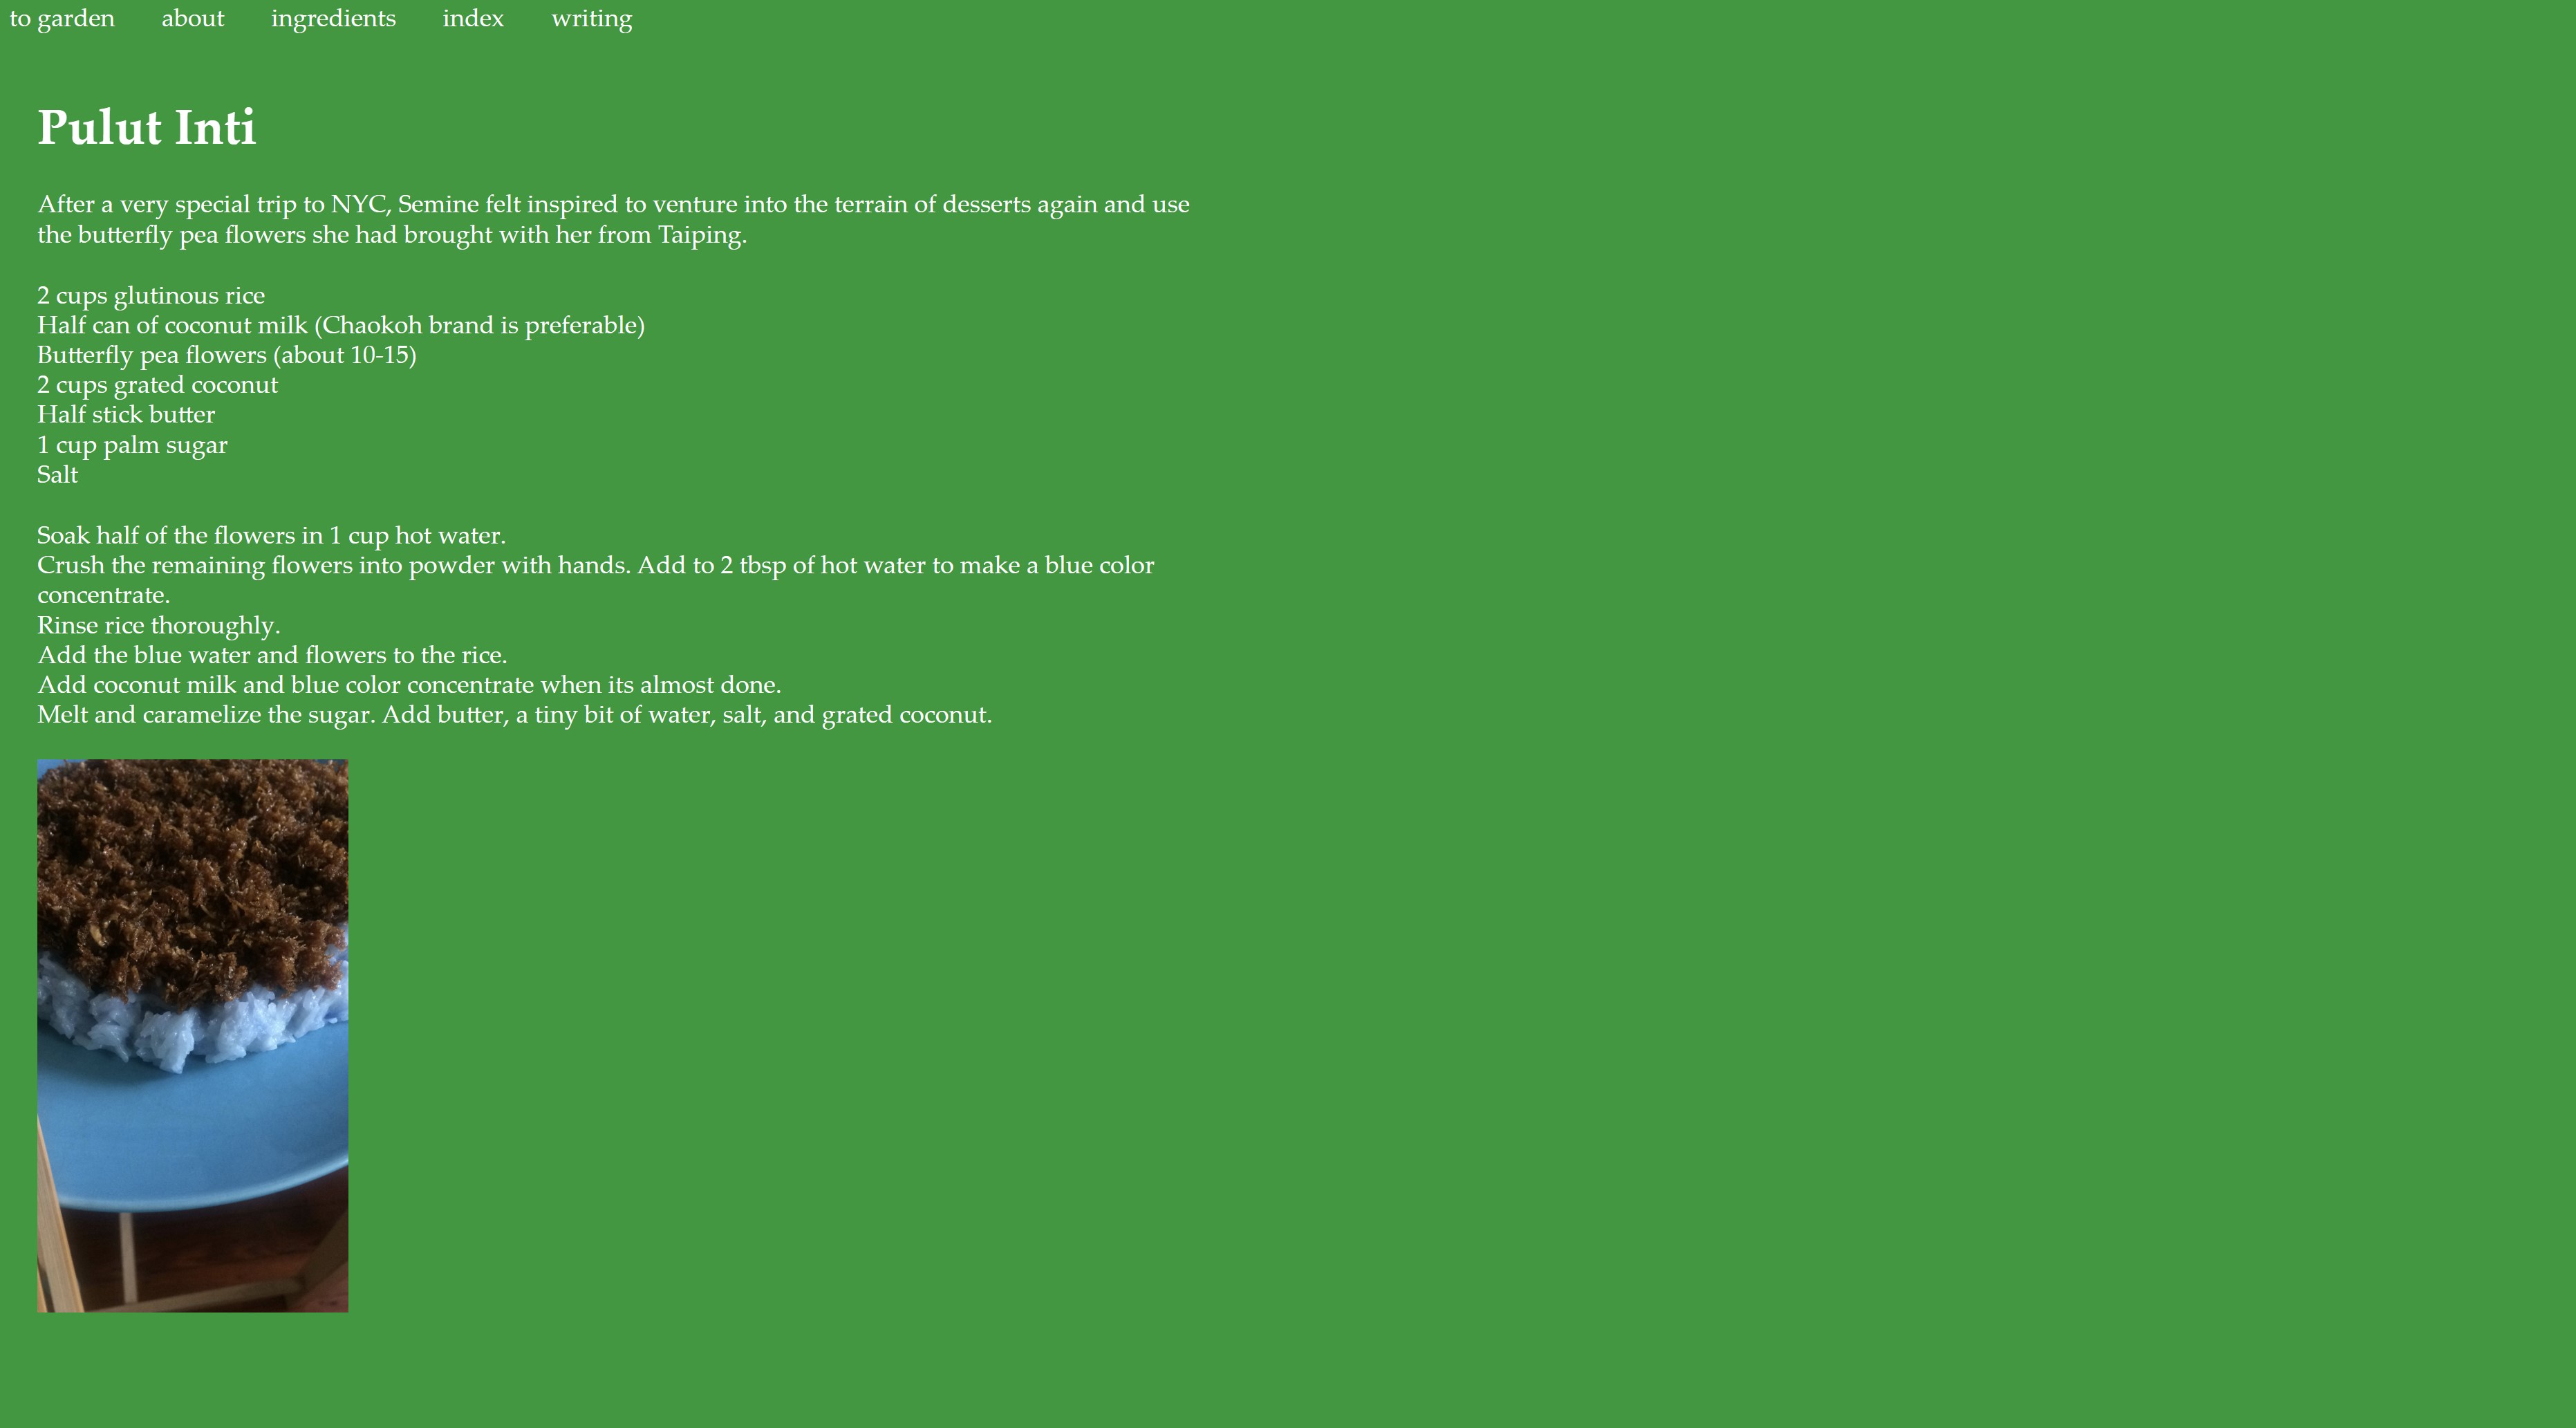 to garden about ingredients index writing
Pulut Inti
After a very special trip to NYC, Semine felt inspired to venture into the terrain of desserts again and use
the butterfly pea flowers she had brought with her from Taiping.
2 cups glutinous rice
Half can of coconut milk (Chaokoh brand is preferable)
Butterfly pea flowers (about 10-15)
2 cups grated coconut
Half stick butter
1 cup palm sugar
Salt
Soak half of the flowers in 1 cup hot water.
Crush the remaining flowers into powder with hands. Add to 2 tbsp of hot water to make a blue color
concentrate.
Rinse rice thoroughly.
Add the blue water and flowers to the rice.
Add coconut milk and blue color concentrate when its almost done.
Melt and caramelize the sugar. Add butter, a tiny bit of water, salt, and grated coconut.